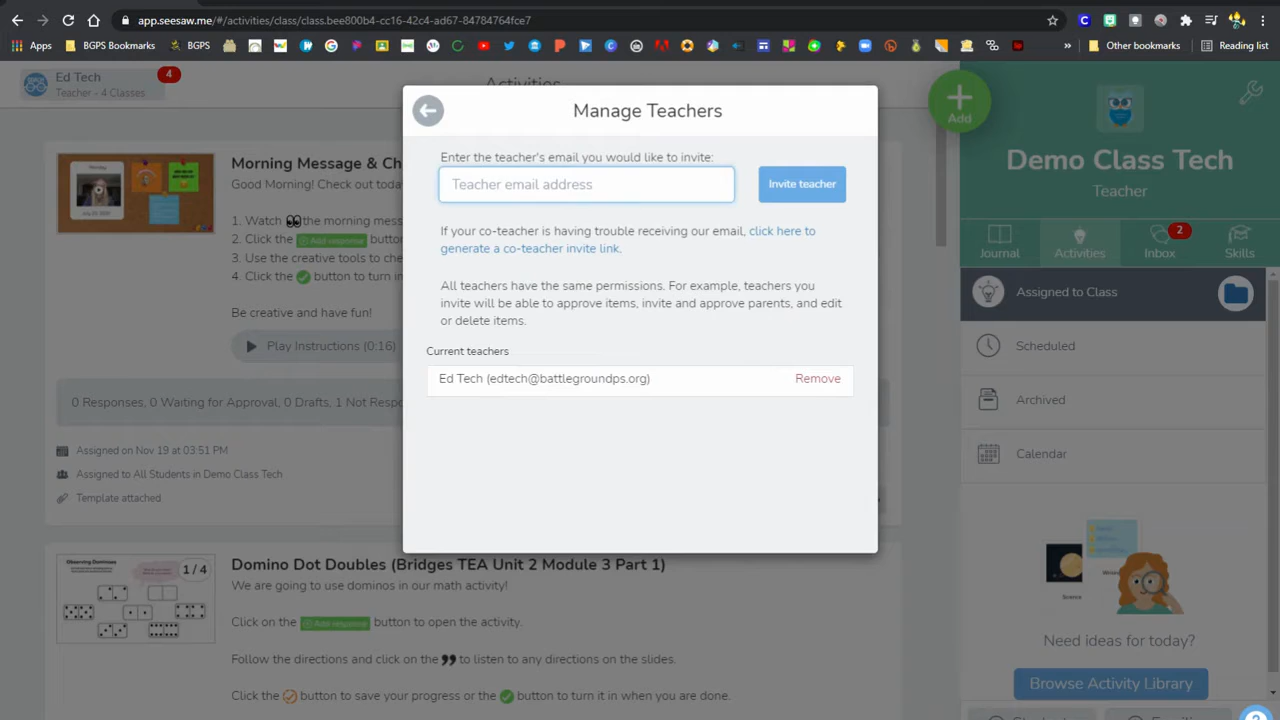 app.seesaw.me/#/activities/class/class.bee800b4-cc16-42c4-ad67-84784764fce7
Apps
BGPS Bookmarks
BGPS
»
Other bookmarks
Reading list
Ed Tech
Teacher - 4 Classes
4
Activities
Manage Teachers
Enter the teacher's email you would like to invite:
Teacher email address
Invite teacher
If your co-teacher is having trouble receiving our email, click here to
generate a co-teacher invite link.
All teachers have the same permissions. For example, teachers you
invite will be able to approve items, invite and approve parents, and edit
or delete items.
Current teachers
Ed Tech (edtech@battlegroundps.org)
Remove
Morning Message & Ch
Good Morning! Check out today
1. Watch the morning mess
2. Click the Add response button
3. Use the creative tools to che
4. Click the button to turn in
Be creative and have fun!
Play Instructions (0:16)
0 Responses, 0 Waiting for Approval, 0 Drafts, 1 Not Respo
Assigned on Nov 19 at 03:51 PM
Assigned to All Students in Demo Class Tech
Template attached
Observing Dominoes
1 / 4
Domino Dot Doubles (Bridges TEA Unit 2 Module 3 Part 1)
We are going to use dominos in our math activity!
Click on the Add response button to open the activity.
Follow the directions and click on the to listen to any directions on the slides.
Click the button to save your progress or the button to turn it in when you are done.
Add
Demo Class Tech
Teacher
Journal
Activities
Inbox
2
Skills
Assigned to Class
Scheduled
Archived
Calendar
Science
Need ideas for today?
Browse Activity Library